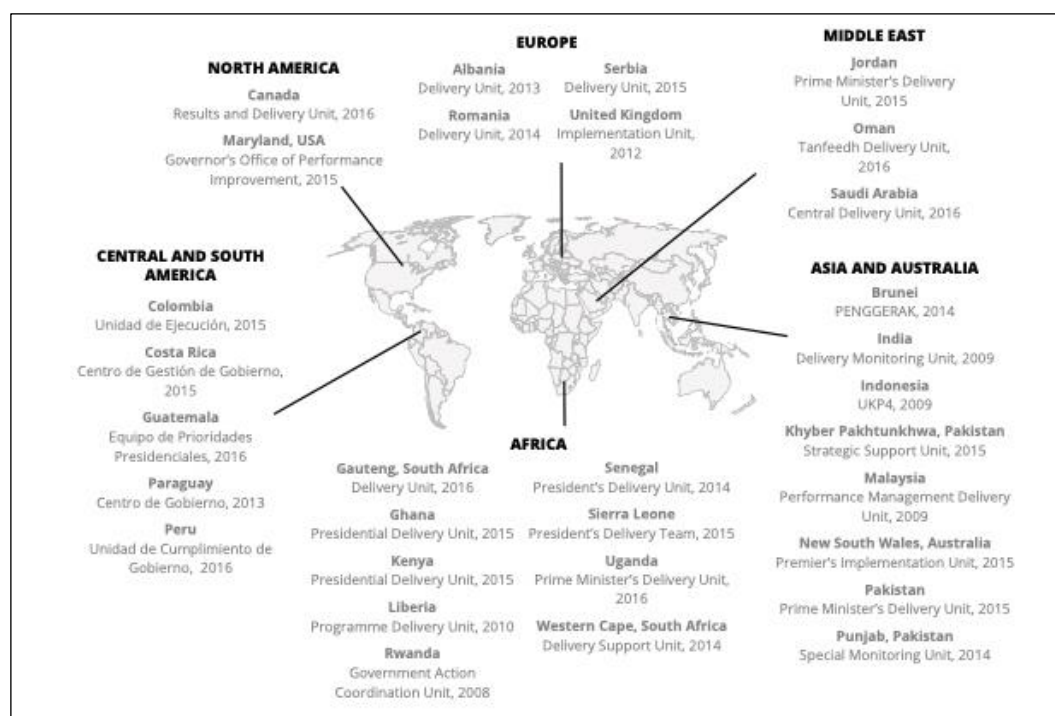 NORTH AMERICA
Canada
Results and Delivery Unit, 2016
Maryland, USA
Governor's Office of Performance
Improvement, 2015
EUROPE
Albania
Delivery Unit, 2013
Romania
Delivery Unit, 2014
Serbia
Delivery Unit, 2015
United Kingdom
Implementation Unit,
2012
MIDDLE EAST
Jordan
Prime Minister's Delivery
Unit, 2015
Oman
Tanfeedh Delivery Unit,
2016
Saudi Arabia
Central Delivery Unit, 2016
CENTRAL AND SOUTH
AMERICA
Colombia
Unidad de Ejecución, 2015
Costa Rica
Centro de Gestión de Gobierno,
2015
Guatemala
Equipo de Prioridades
Presidenciales, 2016
Paraguay
Centro de Gobierno, 2013
Peru
Unidad de Cumplimiento de
Gobierno, 2016
AFRICA
Gauteng, South Africa
Delivery Unit, 2016
Ghana
Presidential Delivery Unit, 2015
Kenya
Presidential Delivery Unit, 2015
Liberia
Programme Delivery Unit, 2010
Rwanda
Government Action
Coordination Unit, 2008
Senegal
President's Delivery Unit, 2014
Sierra Leone
President's Delivery Team, 2015
Uganda
Prime Minister's Delivery Unit,
2016
Western Cape, South Africa
Delivery Support Unit, 2014
ASIA AND AUSTRALIA
Brunei
PENGGERAK, 2014
India
Delivery Monitoring Unit, 2009
Indonesia
UKP4, 2009
Khyber Pakhtunkhwa, Pakistan
Strategic Support Unit, 2015
Malaysia
Performance Management Delivery
Unit, 2009
New South Wales, Australia
Premier's Implementation Unit, 2015
Pakistan
Prime Minister's Delivery Unit, 2015
Punjab, Pakistan
Special Monitoring Unit, 2014